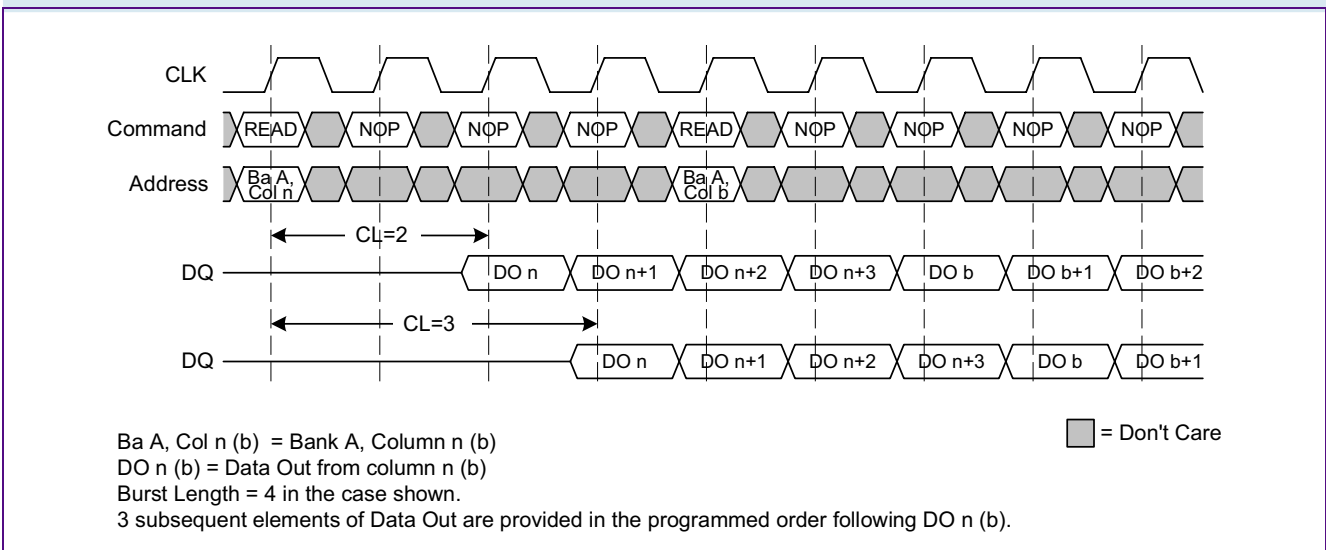 CLK
Command READ NOP NOP NOP READ NOP NOP NOP NOP
Address Ba A, Col n Ba A, Col b
CL=2
DQ DO n DO n+1 DO n+2 DO n+3 DO b DO b+1 DO b+2
CL=3
DQ DO n DO n+1 DO n+2 DO n+3 DO b DO b+1
Ba A, Col n (b) = Bank A, Column n (b)
= Don't Care
DO n (b) = Data Out from column n (b)
Burst Length = 4 in the case shown.
3 subsequent elements of Data Out are provided in the programmed order following DO n (b).